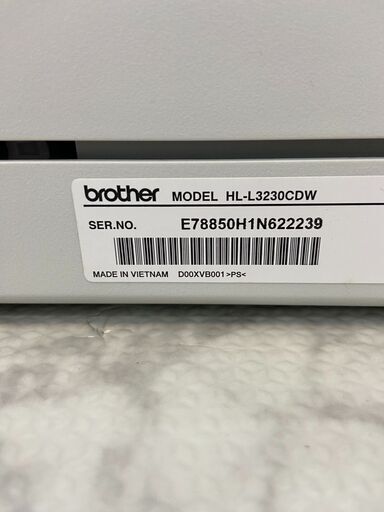 brother MODEL HL-L3230CDW
SER.NO. E78850H1N622239
MADE IN VIETNAM D00XVB001 >PS<